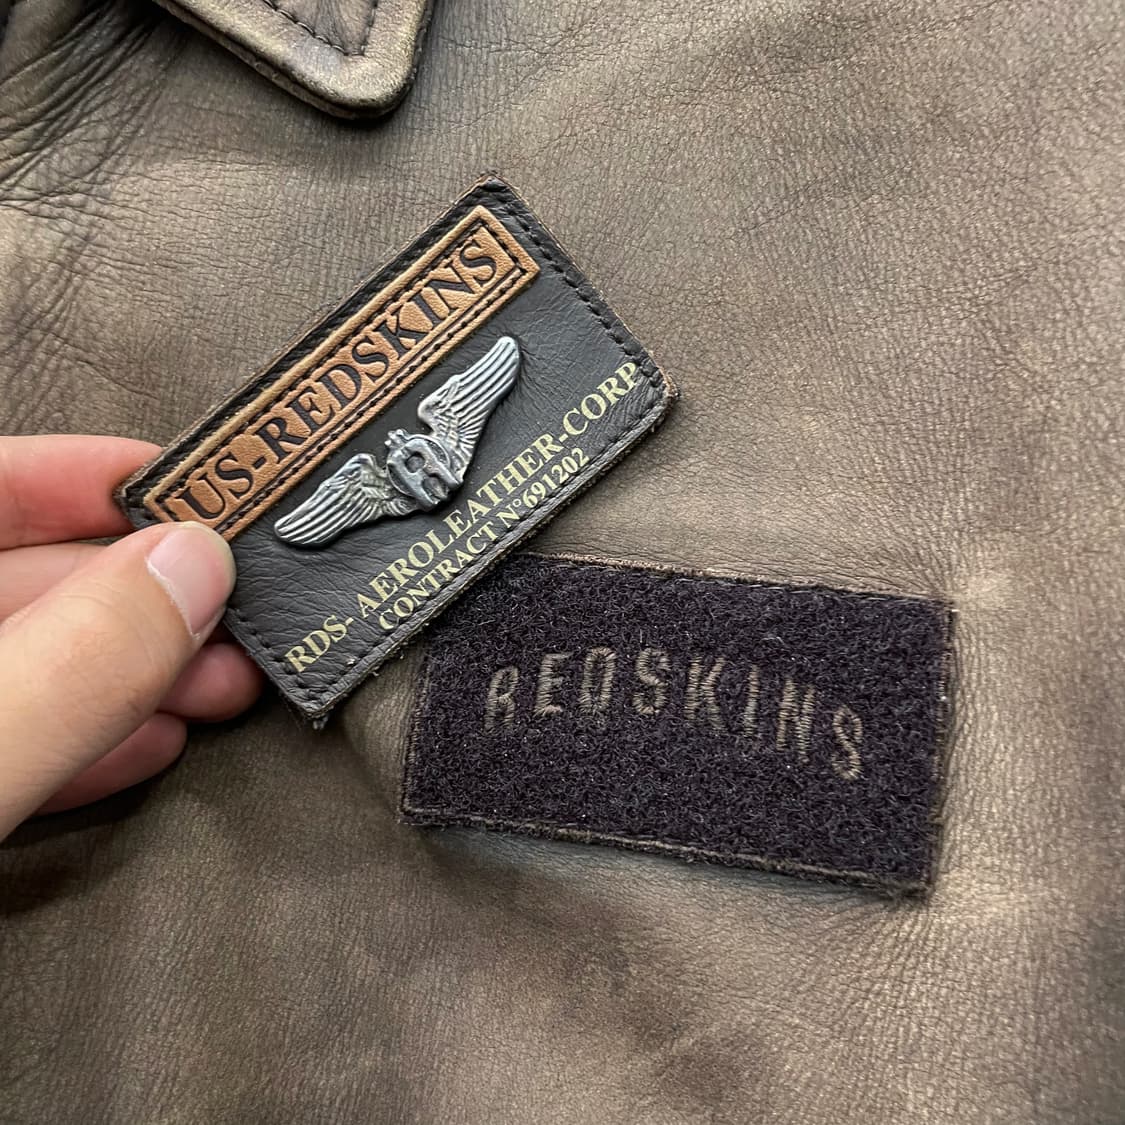 US-REDSKINS
RDS- AEROLEATHER-CORP
CONTRACT N°691202
REDSKINS